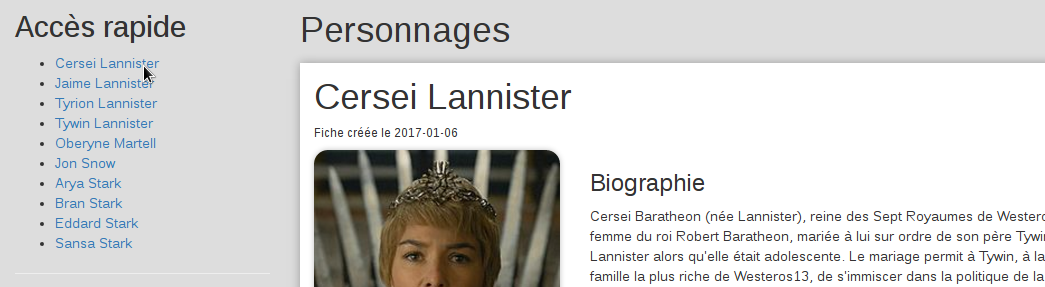 Accès rapide
Cersei Lannister
Jaime Lannister
Tyrion Lannister
Tywin Lannister
Oberyne Martell
Jon Snow
Arya Stark
Bran Stark
Eddard Stark
Sansa Stark
Personnages
Cersei Lannister
Fiche créée le 2017-01-06
Biographie
Cersei Baratheon (née Lannister), reine des Sept Royaumes de Westero
femme du roi Robert Baratheon, mariée à lui sur ordre de son père Tywi
Lannister alors qu'elle était adolescente. Le mariage permit à Tywin, à la
famille la plus riche de Westeros13, de s'immiscer dans la politique de la